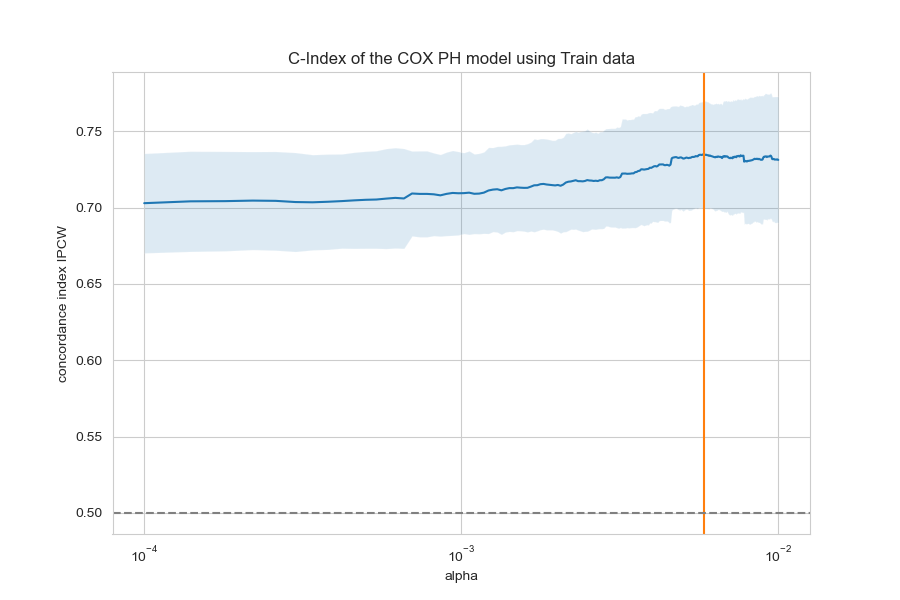 C-Index of the COX PH model using Train data
concordance index IPCW
0.75
0.70
0.65
0.60
0.55
0.50
10⁻⁴ 10⁻³ 10⁻²
alpha